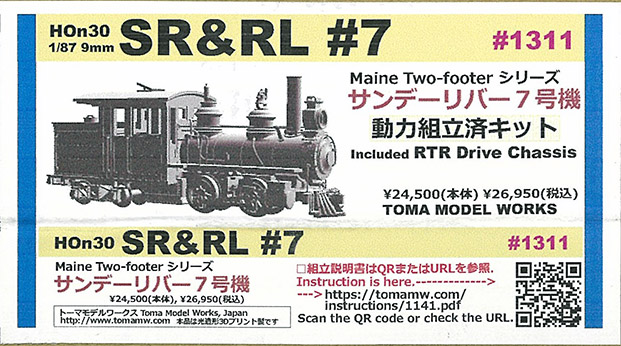 HOn30
1/87 9mm
SR&RL #7
#1311
Maine Two-footer シリーズ
サンデーリバー7号機
動力組立済キット
Included RTR Drive Chassis
¥24,500(本体) ¥26,950(税込)
TOMA MODEL WORKS
HOn30 SR&RL #7
#1311
Maine Two-footer シリーズ
サンデーリバー7号機
¥24,500(本体), ¥26,950(税込)
トーマモデルワークス Toma Model Works, Japan
http://www.tomamw.com 本品は光造形3Dプリント製です
□組立説明書はQRまたはURLを参照.
Instruction is here.------------->
---> https://tomamw.com/
instructions/1141.pdf
Scan the QR code or check the URL.